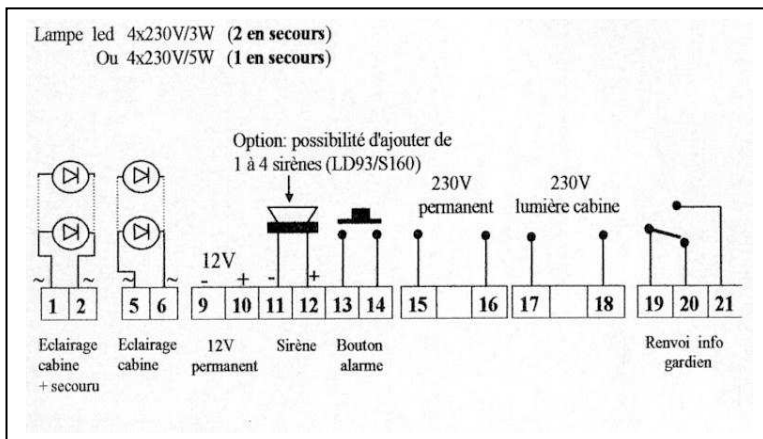 Lampe led 4x230V/3W (2 en secours)
Ou 4x230V/5W (1 en secours)
Option: possibilité d'ajouter de
1 à 4 sirènes (LD93/S160)
230V
permanent
230V
lumière cabine
12V
~ ~ ~ ~ - + - +
1 2 5 6 9 10 11 12 13 14 15 16 17 18 19 20 21
Eclairage
cabine
+ secouru
Eclairage
cabine
12V
permanent
Sirène
Bouton
alarme
Renvoi info
gardien